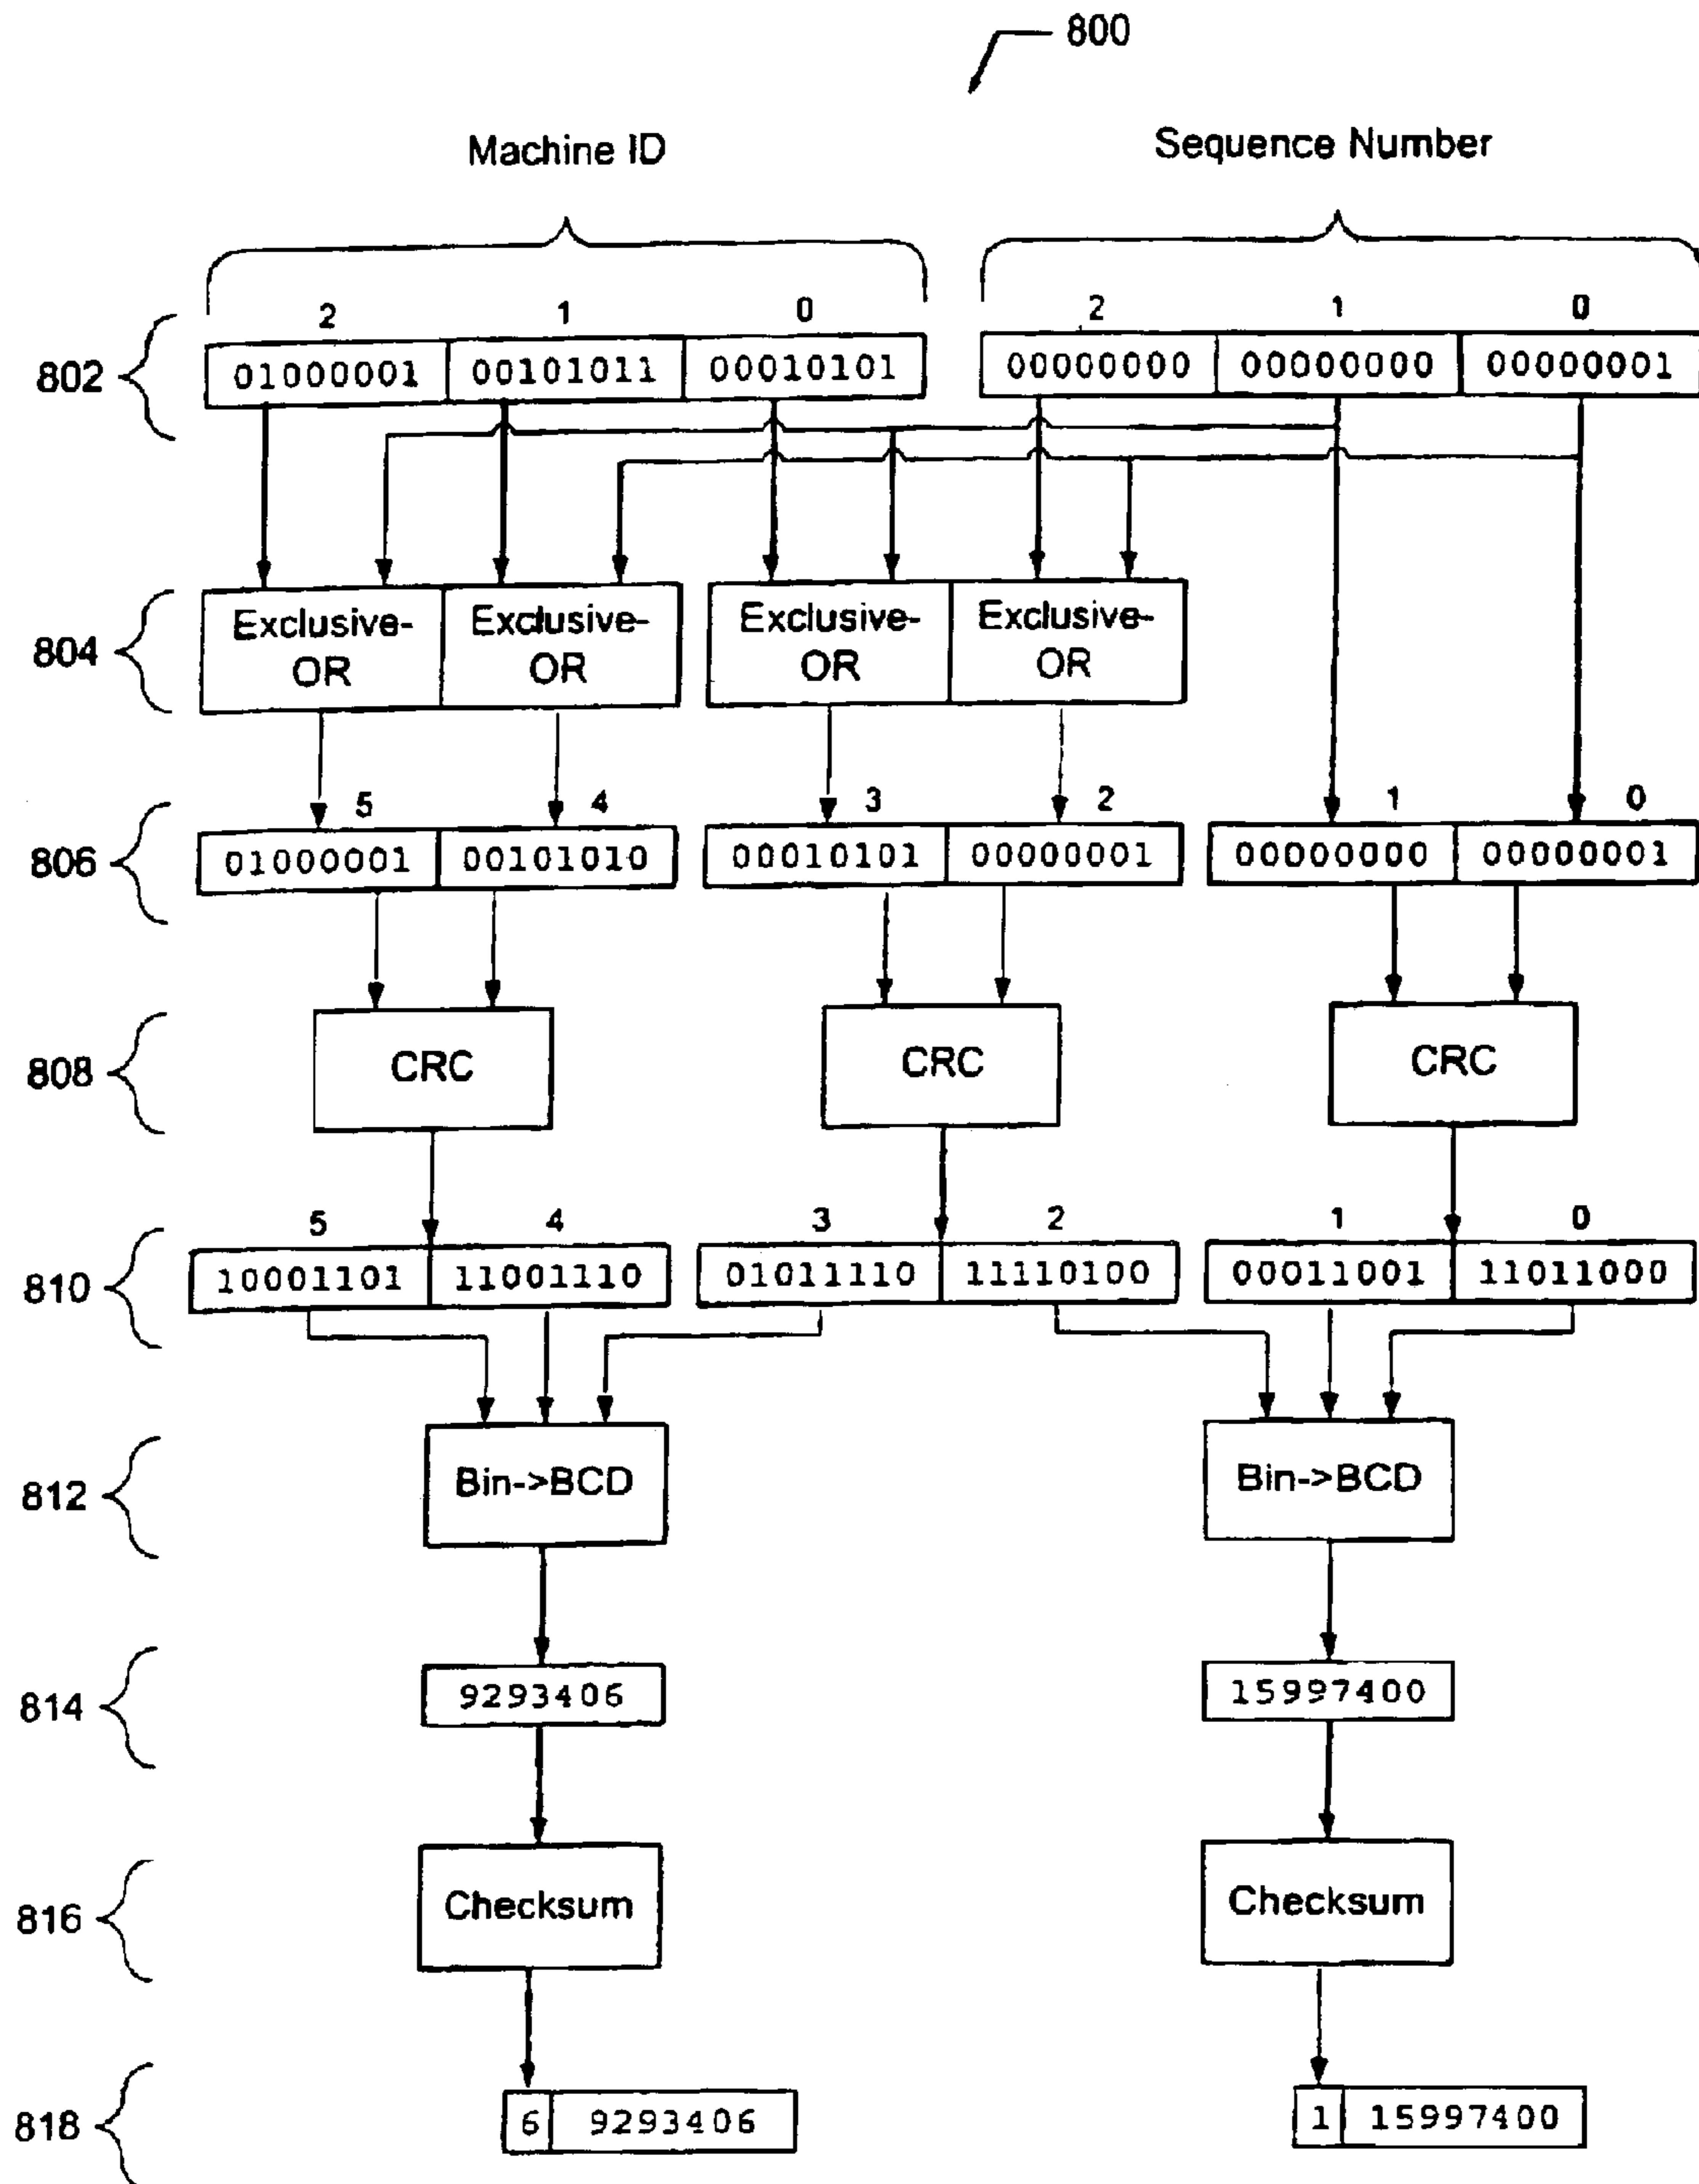 800
Machine ID
Sequence Number
2 1 0 2 1 0
802
01000001 00101011 00010101 00000000 00000000 00000001
804
Exclusive-OR Exclusive-OR Exclusive-OR Exclusive-OR
5 4 3 2 1 0
806
01000001 00101010 00010101 00000001 00000000 00000001
808
CRC CRC CRC
5 4 3 2 1 0
810
10001101 11001110 01011110 11110100 00011001 11011000
812
Bin->BCD Bin->BCD
814
9293406 15997400
816
Checksum Checksum
818
6 9293406 1 15997400